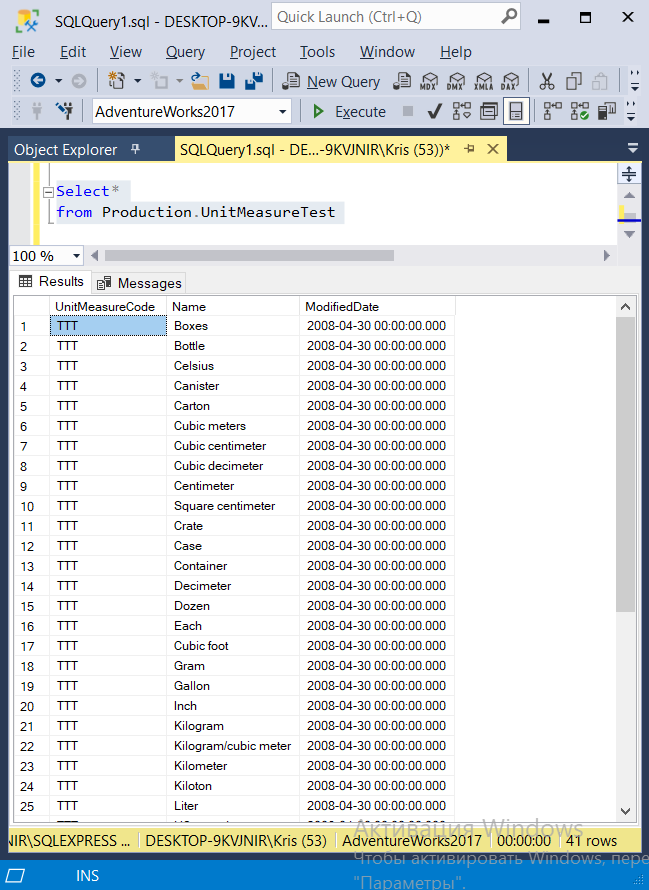 SQLQuery1.sql - DESKTOP-9KV...
Quick Launch (Ctrl+Q)
File Edit View Query Project Tools Window Help
New Query MDX DMX XMLA DAX
AdventureWorks2017 Execute
Object Explorer SQLQuery1.sql - DE...-9KVJNIR\Kris (53))*
Select*
from Production.UnitMeasureTest
100 %
Results Messages
UnitMeasureCode Name ModifiedDate
1 TTT Boxes 2008-04-30 00:00:00.000
2 TTT Bottle 2008-04-30 00:00:00.000
3 TTT Celsius 2008-04-30 00:00:00.000
4 TTT Canister 2008-04-30 00:00:00.000
5 TTT Carton 2008-04-30 00:00:00.000
6 TTT Cubic meters 2008-04-30 00:00:00.000
7 TTT Cubic centimeter 2008-04-30 00:00:00.000
8 TTT Cubic decimeter 2008-04-30 00:00:00.000
9 TTT Centimeter 2008-04-30 00:00:00.000
10 TTT Square centimeter 2008-04-30 00:00:00.000
11 TTT Crate 2008-04-30 00:00:00.000
12 TTT Case 2008-04-30 00:00:00.000
13 TTT Container 2008-04-30 00:00:00.000
14 TTT Decimeter 2008-04-30 00:00:00.000
15 TTT Dozen 2008-04-30 00:00:00.000
16 TTT Each 2008-04-30 00:00:00.000
17 TTT Cubic foot 2008-04-30 00:00:00.000
18 TTT Gram 2008-04-30 00:00:00.000
19 TTT Gallon 2008-04-30 00:00:00.000
20 TTT Inch 2008-04-30 00:00:00.000
21 TTT Kilogram 2008-04-30 00:00:00.000
22 TTT Kilogram/cubic meter 2008-04-30 00:00:00.000
23 TTT Kilometer 2008-04-30 00:00:00.000
24 TTT Kiloton 2008-04-30 00:00:00.000
25 TTT Liter 2008-04-30 00:00:00.000
Активация Windows
NIR\SQLEXPRESS ... DESKTOP-9KVJNIR\Kris (53) AdventureWorks2017 00:00:00 41 rows
Чтобы активировать Windows, пере
INS "Параметры".